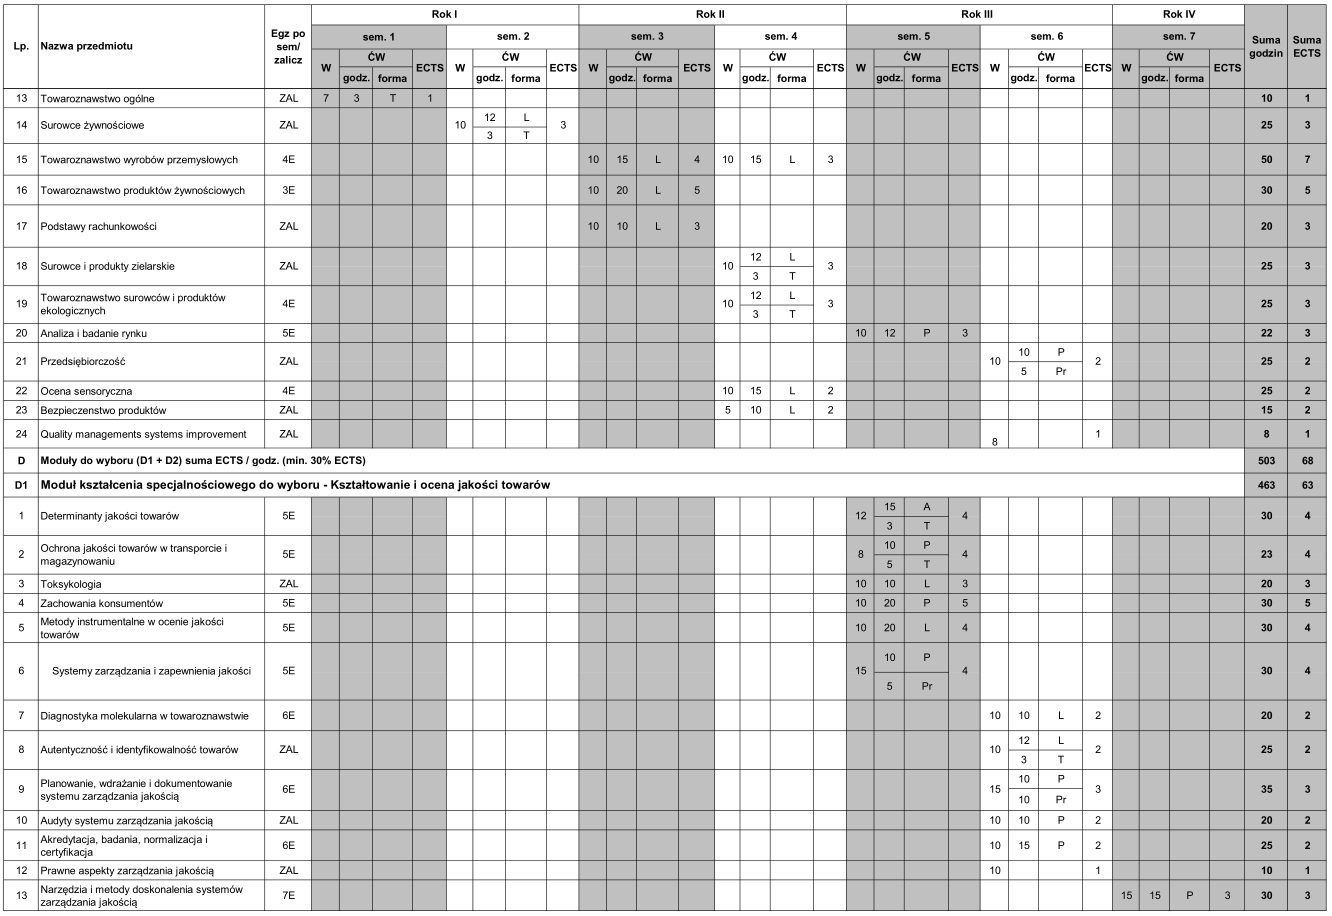 Lp. Nazwa przedmiotu Egz po sem/ zalicz Rok I Rok II Rok III Rok IV Suma godzin Suma ECTS
sem. 1 sem. 2 sem. 3 sem. 4 sem. 5 sem. 6 sem. 7
W ĆW ECTS W ĆW ECTS W ĆW ECTS W ĆW ECTS W ĆW ECTS W ĆW ECTS W ĆW ECTS
godz. forma godz. forma godz. forma godz. forma godz. forma godz. forma godz. forma
13 Towaroznawstwo ogólne ZAL 7 3 T 1 10 1
14 Surowce żywnościowe ZAL 10 12 L 3 25 3
3 T
15 Towaroznawstwo wyrobów przemysłowych 4E 10 15 L 4 10 15 L 3 50 7
16 Towaroznawstwo produktów żywnościowych 3E 10 20 L 5 30 5
17 Podstawy rachunkowości ZAL 10 10 L 3 20 3
18 Surowce i produkty zielarskie ZAL 10 12 L 3 25 3
3 T
19 Towaroznawstwo surowców i produktów
ekologicznych 4E 10 12 L 3 25 3
3 T
20 Analiza i badanie rynku 5E 10 12 P 3 22 3
21 Przedsiębiorczość ZAL 10 10 P 2 25 2
5 Pr
22 Ocena sensoryczna 4E 10 15 L 2 25 2
23 Bezpieczenstwo produktów ZAL 5 10 L 2 15 2
24 Quality managements systems improvement ZAL 8 1 8 1
D Moduły do wyboru (D1 + D2) suma ECTS / godz. (min. 30% ECTS) 503 68
D1 Moduł kształcenia specjalnościowego do wyboru - Kształtowanie i ocena jakości towarów 463 63
1 Determinanty jakości towarów 5E 12 15 A 4 30 4
3 T
2 Ochrona jakości towarów w transporcie i
magazynowaniu 5E 8 10 P 4 23 4
5 T
3 Toksykologia ZAL 10 10 L 3 20 3
4 Zachowania konsumentów 5E 10 20 P 5 30 5
5 Metody instrumentalne w ocenie jakości
towarów 5E 10 20 L 4 30 4
6 Systemy zarządzania i zapewnienia jakości 5E 15 10 P 4 30 4
5 Pr
7 Diagnostyka molekularna w towaroznawstwie 6E 10 10 L 2 20 2
8 Autentyczność i identyfikowalność towarów ZAL 10 12 L 2 25 2
3 T
9 Planowanie, wdrażanie i dokumentowanie
systemu zarządzania jakością 6E 15 10 P 3 35 3
10 Pr
10 Audyty systemu zarządzania jakością ZAL 10 10 P 2 20 2
11 Akredytacja, badania, normalizacja i
certyfikacja 6E 10 15 P 2 25 2
12 Prawne aspekty zarządzania jakością ZAL 10 1 10 1
13 Narzędzia i metody doskonalenia systemów
zarządzania jakością 7E 15 15 P 3 30 3